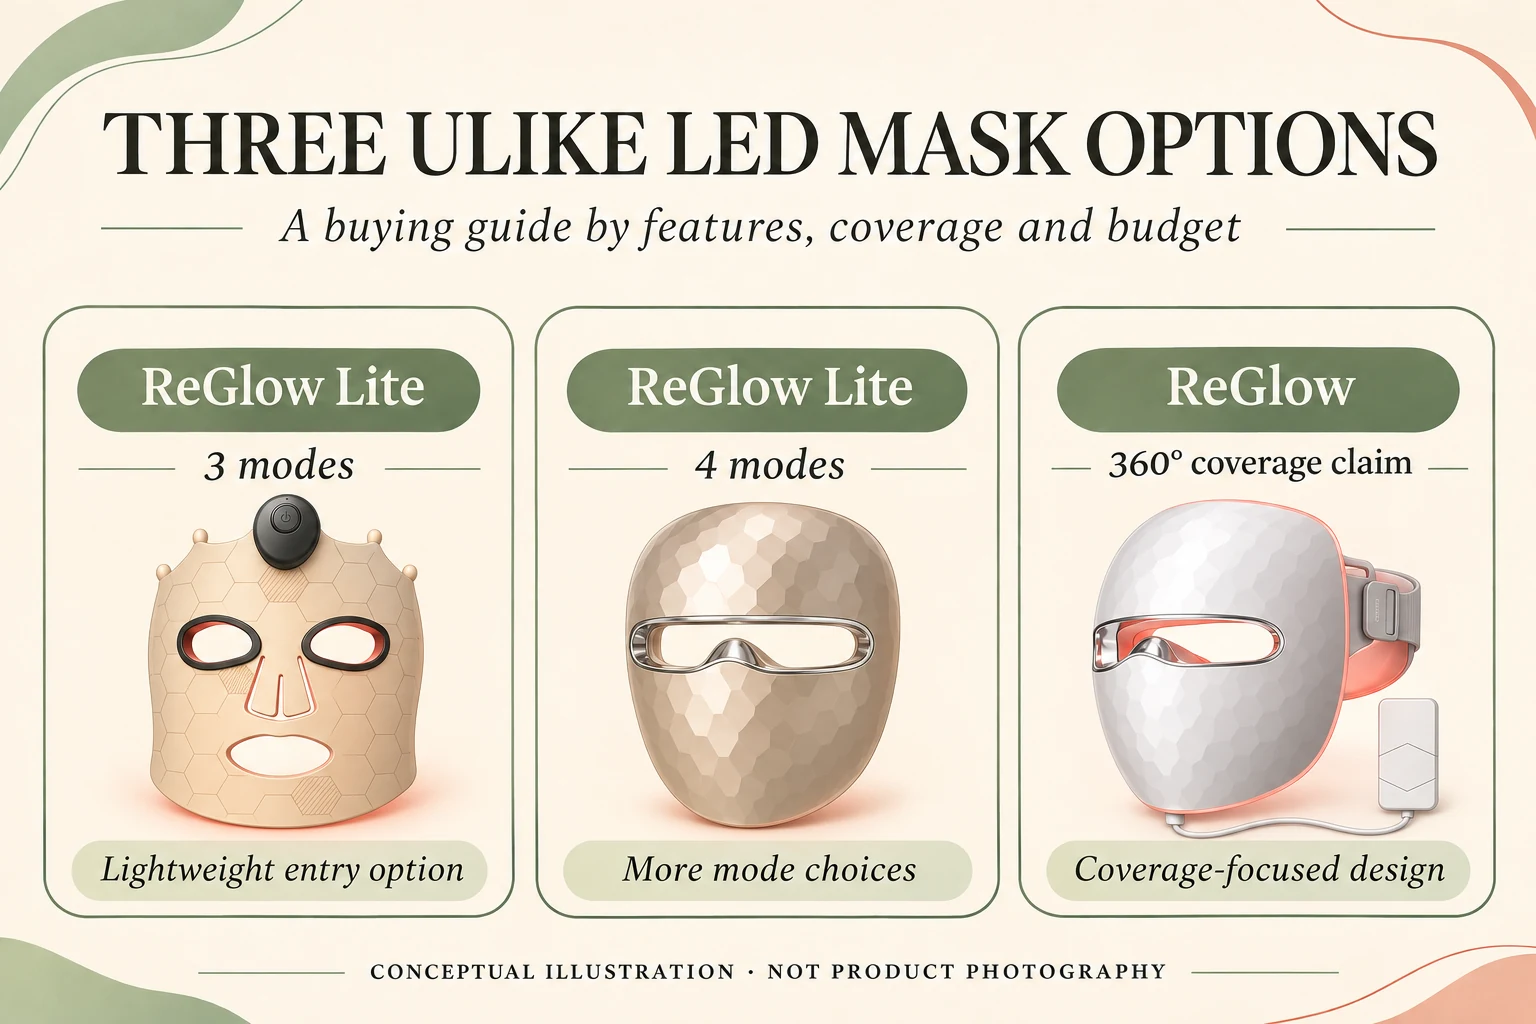 THREE ULIKE LED MASK OPTIONS
A buying guide by features, coverage and budget
ReGlow Lite
3 modes
Lightweight entry option
ReGlow Lite
4 modes
More mode choices
ReGlow
360° coverage claim
Coverage-focused design
CONCEPTUAL ILLUSTRATION · NOT PRODUCT PHOTOGRAPHY